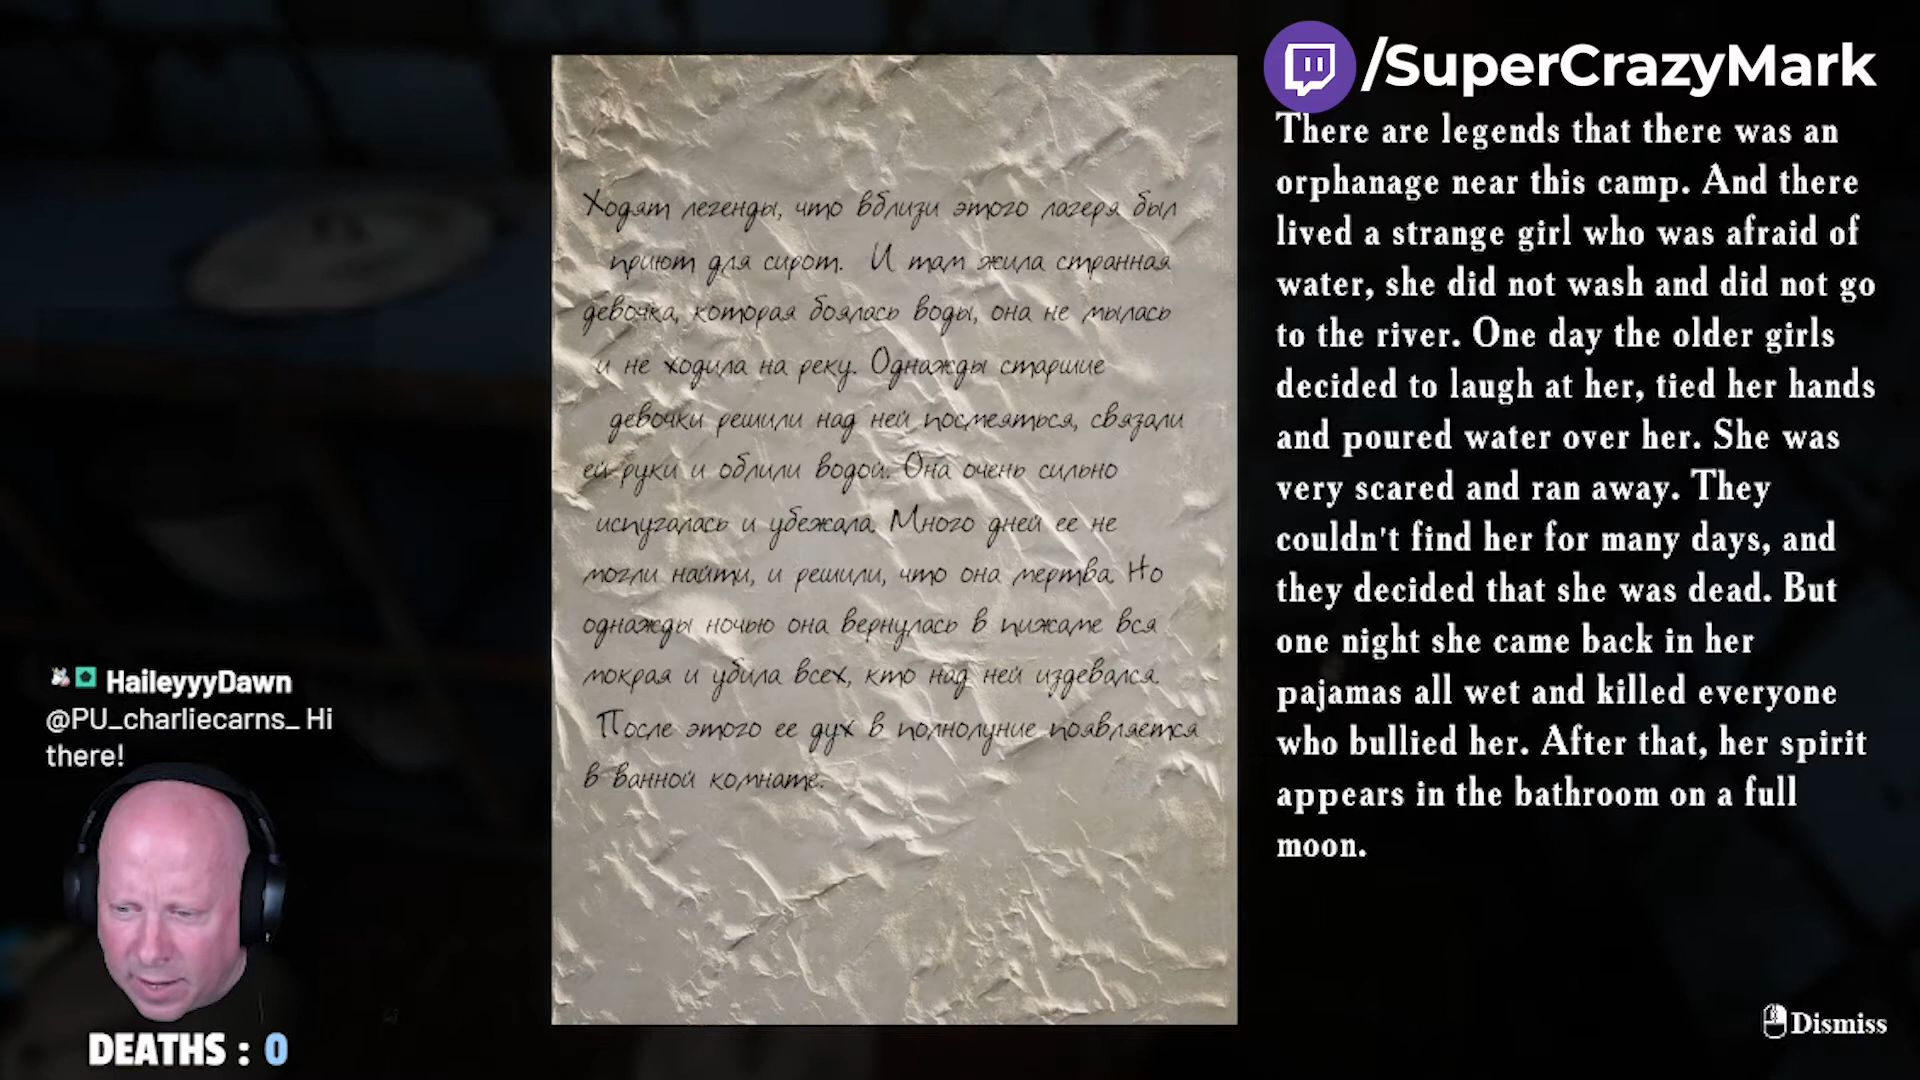 /SuperCrazyMark
Ходят легенды, что вблизи этого лагеря был
приют для сирот. И там жила странная
девочка, которая боялась воды, она не мылась
и не ходила на реку. Однажды старшие
девочки решили над ней посмеяться, связали
ей руки и облили водой. Она очень сильно
испугалась и убежала. Много дней ее не
могли найти, и решили, что она мертва. Но
однажды ночью она вернулась в пижаме вся
мокрая и убила всех, кто над ней издевался.
После этого ее дух в полнолуние появляется
в ванной комнате.
There are legends that there was an
orphanage near this camp. And there
lived a strange girl who was afraid of
water, she did not wash and did not go
to the river. One day the older girls
decided to laugh at her, tied her hands
and poured water over her. She was
very scared and ran away. They
couldn't find her for many days, and
they decided that she was dead. But
one night she came back in her
pajamas all wet and killed everyone
who bullied her. After that, her spirit
appears in the bathroom on a full
moon.
HaileyyyDawn
@PU_charliecarns_ Hi
there!
DEATHS : 0
Dismiss